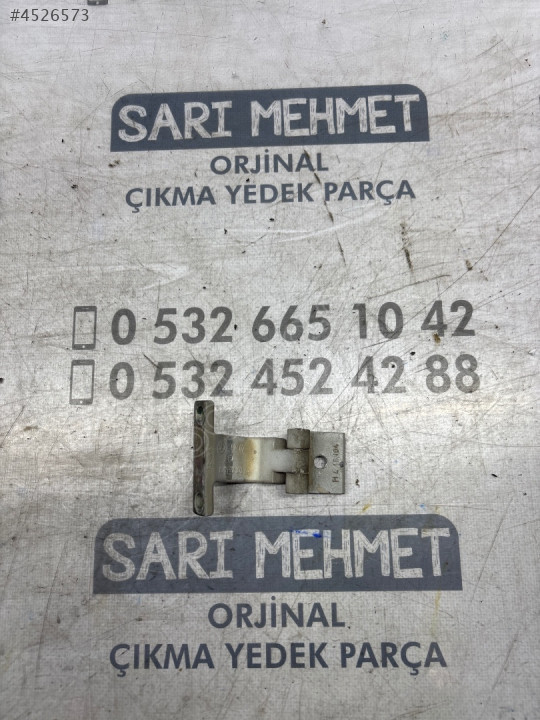 #4526573
SARI MEHMET
ORJİNAL
ÇIKMA YEDEK PARÇA
0 532 665 10 42
0 532 452 42 88
SARI MEHMET
ORJİNAL
ÇIKMA YEDEK PARÇA